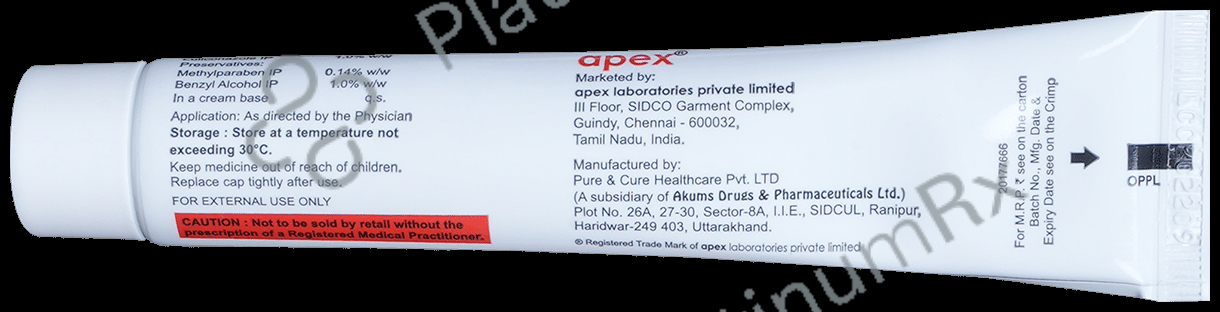 Luliconazole IP 1.0% w/w
Preservatives:
Methylparaben IP 0.14% w/w
Benzyl Alcohol IP 1.0% w/w
In a cream base q.s.
Application: As directed by the Physician
Storage : Store at a temperature not
exceeding 30°C.
Keep medicine out of reach of children.
Replace cap tightly after use.
FOR EXTERNAL USE ONLY
CAUTION : Not to be sold by retail without the
prescription of a Registered Medical Practitioner.
apex®
Marketed by:
apex laboratories private limited
III Floor, SIDCO Garment Complex,
Guindy, Chennai - 600032,
Tamil Nadu, India.
Manufactured by:
Pure & Cure Healthcare Pvt. LTD
(A subsidiary of Akums Drugs & Pharmaceuticals Ltd.)
Plot No. 26A, 27-30, Sector-8A, I.I.E., SIDCUL, Ranipur,
Haridwar-249 403, Uttarakhand.
® Registered Trade Mark of apex laboratories private limited
20177666
For M.R.P. * see on the carton
Batch No., Mfg. Date &
Expiry Date see on the Crimp
OPPL
PlatinumRx